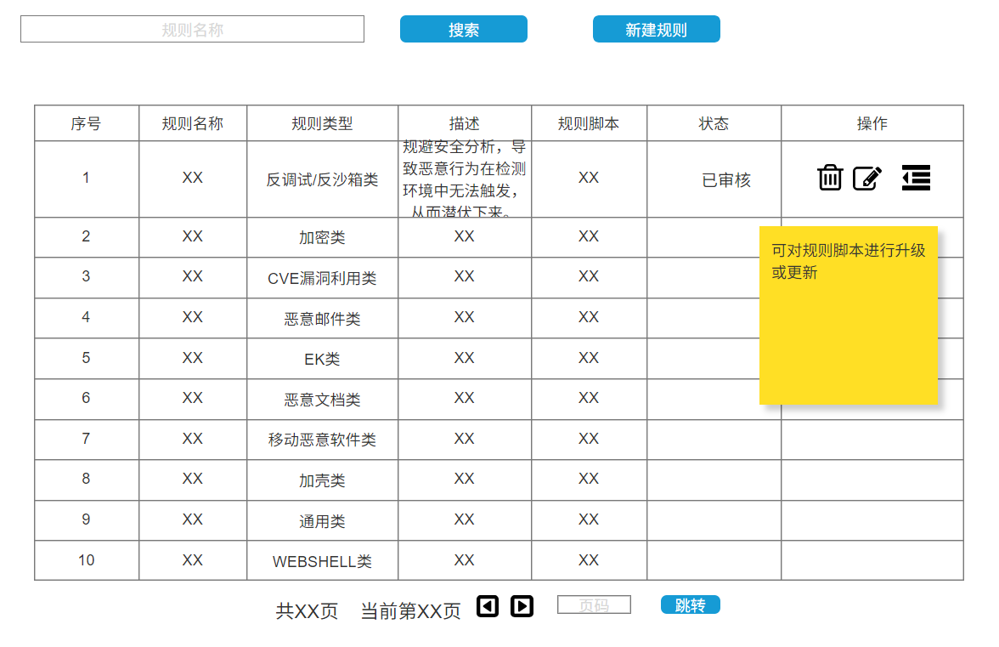 规则名称 搜索 新建规则
序号 规则名称 规则类型 描述 规则脚本 状态 操作
1 XX 反调试/反沙箱类 规避安全分析，导 XX 已审核
致恶意行为在检测
环境中无法触发，
从而潜伏下来。
2 XX 加密类 XX XX
可对规则脚本进行升级
或更新
3 XX CVE漏洞利用类 XX XX
4 XX 恶意邮件类 XX XX
5 XX EK类 XX XX
6 XX 恶意文档类 XX XX
7 XX 移动恶意软件类 XX XX
8 XX 加壳类 XX XX
9 XX 通用类 XX XX
10 XX WEBSHELL类 XX XX
共XX页 当前第XX页 页码 跳转